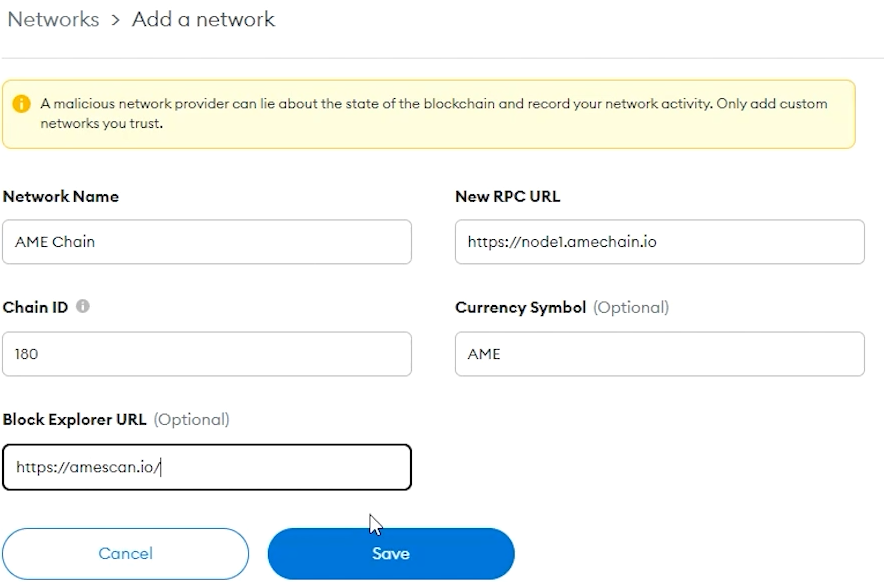 Networks > Add a network
A malicious network provider can lie about the state of the blockchain and record your network activity. Only add custom
networks you trust.
Network Name
New RPC URL
AME Chain
https://node1.amechain.io
Chain ID
Currency Symbol (Optional)
180
AME
Block Explorer URL (Optional)
https://amescan.io/
Cancel
Save